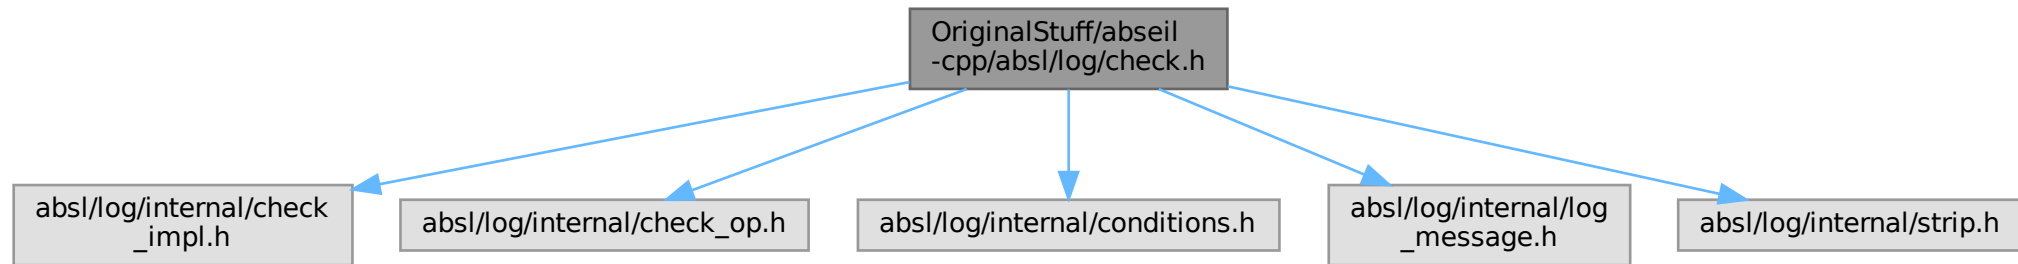 OriginalStuff/abseil
-cpp/absl/log/check.h
absl/log/internal/check
_impl.h
absl/log/internal/check_op.h
absl/log/internal/conditions.h
absl/log/internal/log
_message.h
absl/log/internal/strip.h